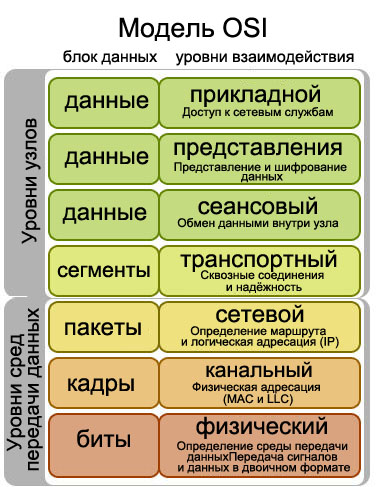 Модель OSI
блок данных уровни взаимодействия
Уровни узлов
данные
прикладной
Доступ к сетевым службам
данные
представления
Представление и шифрование
данных
данные
сеансовый
Обмен данными внутри узла
сегменты
транспортный
Сквозные соединения
и надёжность
Уровни сред
передачи данных
пакеты
сетевой
Определение маршрута
и логическая адресация (IP)
кадры
канальный
Физическая адресация
(MAC и LLC)
биты
физический
Определение среды передачи
данныхПередача сигналов
и данных в двоичном формате